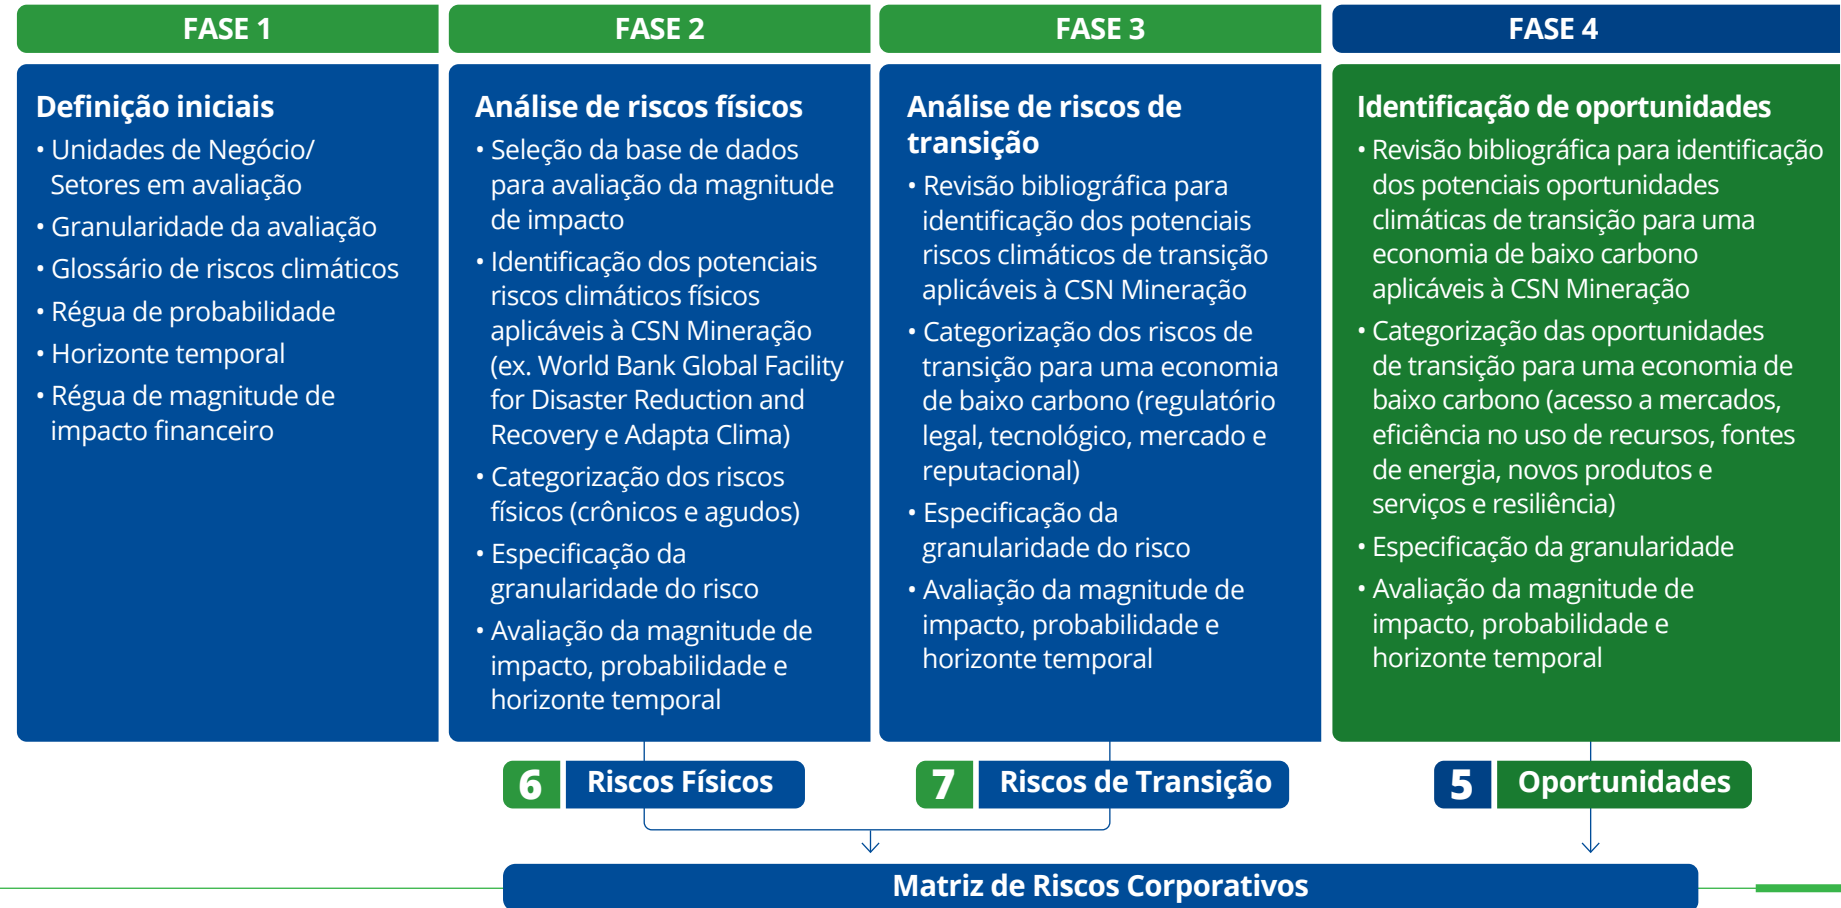 FASE 1
Definição iniciais
• Unidades de Negócio/
Setores em avaliação
• Granularidade da avaliação
• Glossário de riscos climáticos
• Régua de probabilidade
• Horizonte temporal
• Régua de magnitude de
impacto financeiro
FASE 2
Análise de riscos físicos
• Seleção da base de dados
para avaliação da magnitude
de impacto
• Identificação dos potenciais
riscos climáticos físicos
aplicáveis à CSN Mineração
(ex. World Bank Global Facility
for Disaster Reduction and
Recovery e Adapta Clima)
• Categorização dos riscos
físicos (crônicos e agudos)
• Especificação da
granularidade do risco
• Avaliação da magnitude de
impacto, probabilidade e
horizonte temporal
FASE 3
Análise de riscos de
transição
• Revisão bibliográfica para
identificação dos potenciais
riscos climáticos de transição
aplicáveis à CSN Mineração
• Categorização dos riscos de
transição para uma economia
de baixo carbono (regulatório
legal, tecnológico, mercado e
reputacional)
• Especificação da
granularidade do risco
• Avaliação da magnitude de
impacto, probabilidade e
horizonte temporal
FASE 4
Identificação de oportunidades
• Revisão bibliográfica para identificação
dos potenciais oportunidades
climáticas de transição para uma
economia de baixo carbono
aplicáveis à CSN Mineração
• Categorização das oportunidades
de transição para uma economia de
baixo carbono (acesso a mercados,
eficiência no uso de recursos, fontes
de energia, novos produtos e
serviços e resiliência)
• Especificação da granularidade
• Avaliação da magnitude de
impacto, probabilidade e
horizonte temporal
6 Riscos Físicos
7 Riscos de Transição
5 Oportunidades
Matriz de Riscos Corporativos